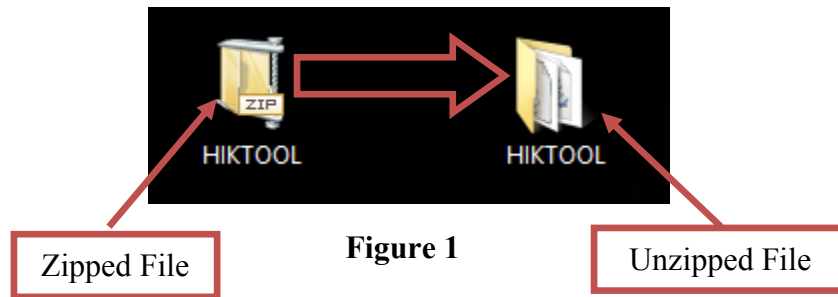 ZIP
HIKTOOL
HIKTOOL
Zipped File
Figure 1
Unzipped File